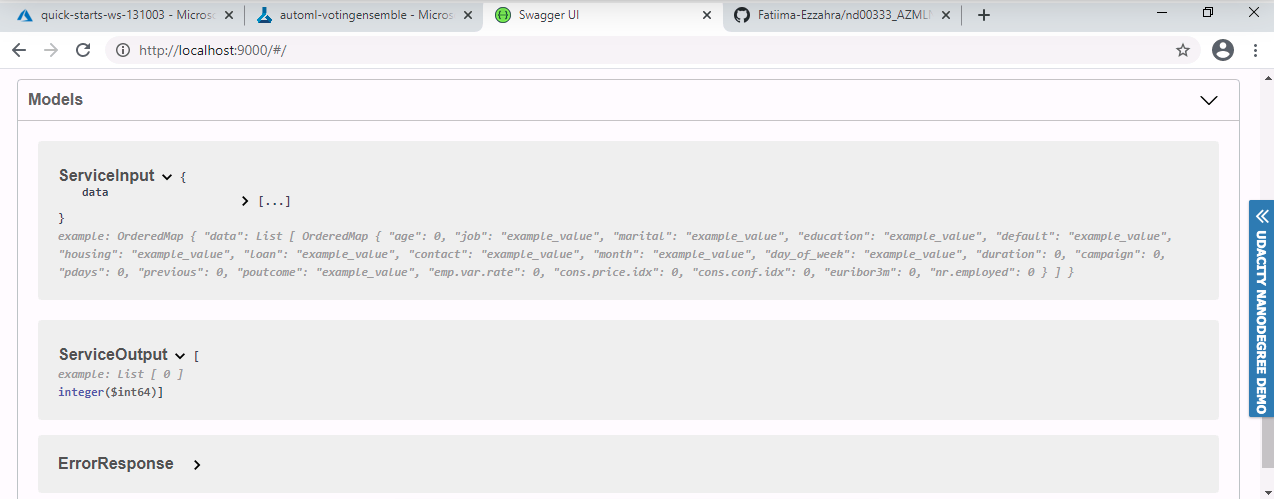 quick-starts-ws-131003 - Microso
automl-votingensemble - Micros
Swagger UI
Fatiima-Ezzahra/nd00333_AZMLN
http://localhost:9000/#/
Models
ServiceInput {
data
[...]
}
example: OrderedMap { "data": List [ OrderedMap { "age": 0, "job": "example_value", "marital": "example_value", "education": "example_value", "default": "example_value",
"housing": "example_value", "loan": "example_value", "contact": "example_value", "month": "example_value", "day_of_week": "example_value", "duration": 0, "campaign": 0,
"pdays": 0, "previous": 0, "poutcome": "example_value", "emp.var.rate": 0, "cons.price.idx": 0, "cons.conf.idx": 0, "euribor3m": 0, "nr.employed": 0 } ] }
ServiceOutput [
example: List [ 0 ]
integer($int64)]
ErrorResponse
UDACITY NANODEGREE DEMO